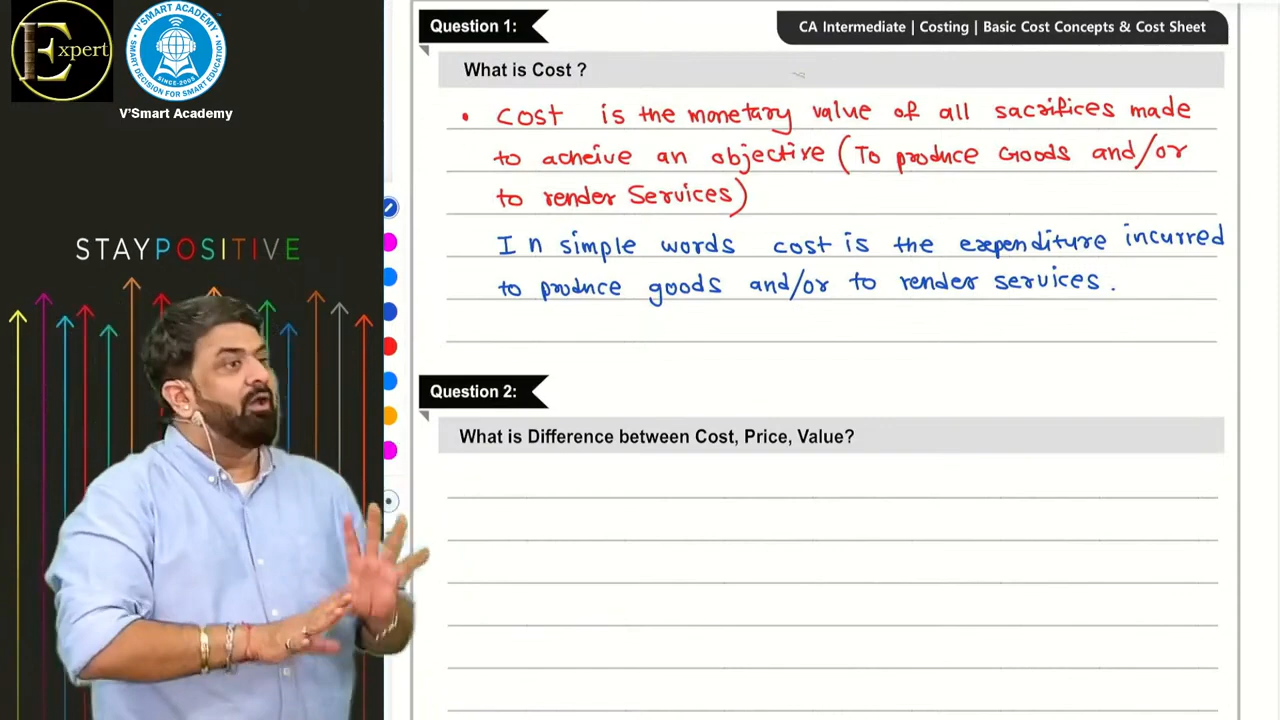 Expert
V'SMART ACADEMY
SMART DECISION FOR SMART EDUCATION
SINCE-2005
V'Smart Academy
STAYPOSITIVE
Question 1:
CA Intermediate | Costing | Basic Cost Concepts & Cost Sheet
What is Cost ?
• Cost is the monetary value of all sacrifices made
to acheive an objective (To produce Goods and/or
to render Services)
In simple words cost is the expenditure incurred
to produce goods and/or to render services.
Question 2:
What is Difference between Cost, Price, Value?